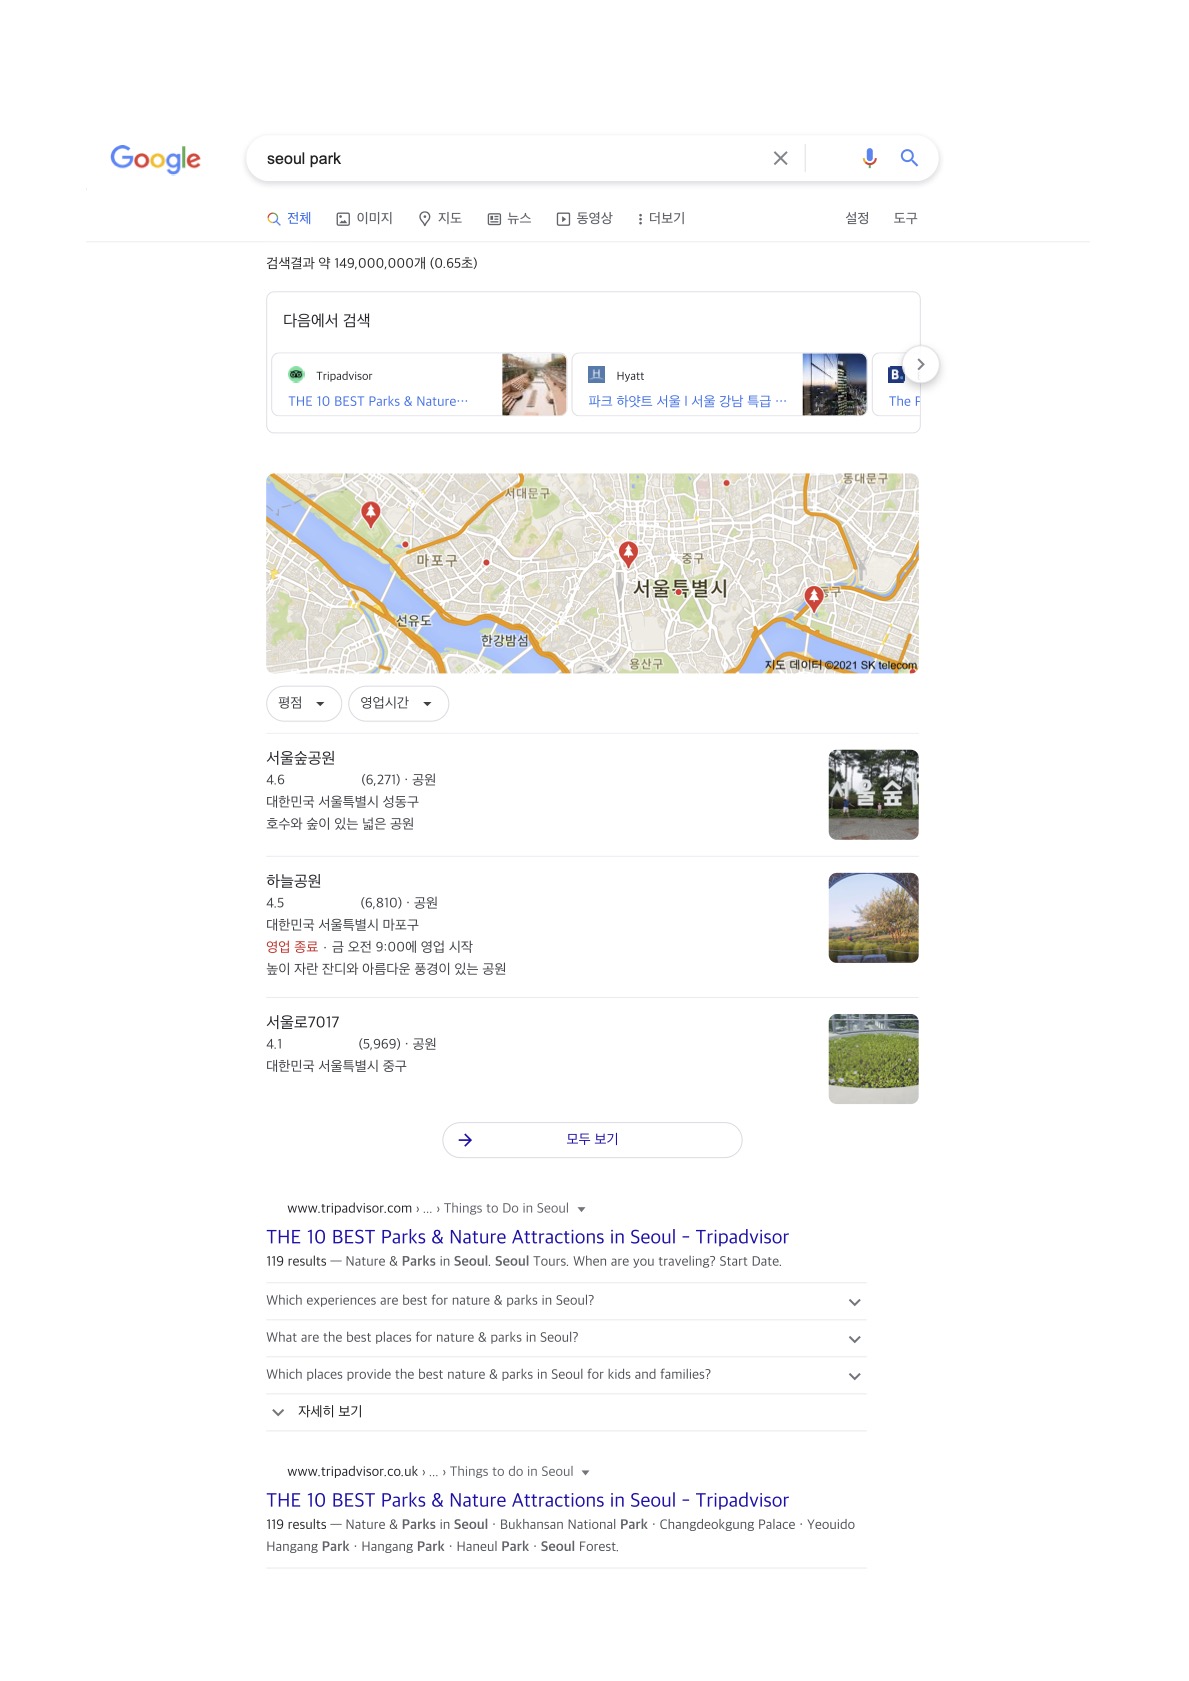 Google
seoul park
전체 이미지 지도 뉴스 동영상 더보기 설정 도구
검색결과 약 149,000,000개 (0.65초)
다음에서 검색
Tripadvisor
THE 10 BEST Parks & Nature···
Hyatt
파크 하얏트 서울 | 서울 강남 특급 ···
B.
The
서대문구
동대문구
마포구
중구
서울특별시
선유도
한강밤섬
용산구
지도 데이터 ©2021 SK telecom
평점 영업시간
서울숲공원
4.6 (6,271) · 공원
대한민국 서울특별시 성동구
호수와 숲이 있는 넓은 공원
서울숲
하늘공원
4.5 (6,810) · 공원
대한민국 서울특별시 마포구
영업 종료 · 금 오전 9:00에 영업 시작
높이 자란 잔디와 아름다운 풍경이 있는 공원
서울로7017
4.1 (5,969) · 공원
대한민국 서울특별시 중구
모두 보기
www.tripadvisor.com › ... › Things to Do in Seoul
THE 10 BEST Parks & Nature Attractions in Seoul - Tripadvisor
119 results — Nature & Parks in Seoul. Seoul Tours. When are you traveling? Start Date.
Which experiences are best for nature & parks in Seoul?
What are the best places for nature & parks in Seoul?
Which places provide the best nature & parks in Seoul for kids and families?
자세히 보기
www.tripadvisor.co.uk › ... › Things to do in Seoul
THE 10 BEST Parks & Nature Attractions in Seoul - Tripadvisor
119 results — Nature & Parks in Seoul · Bukhansan National Park · Changdeokgung Palace · Yeouido
Hangang Park · Hangang Park · Haneul Park · Seoul Forest.